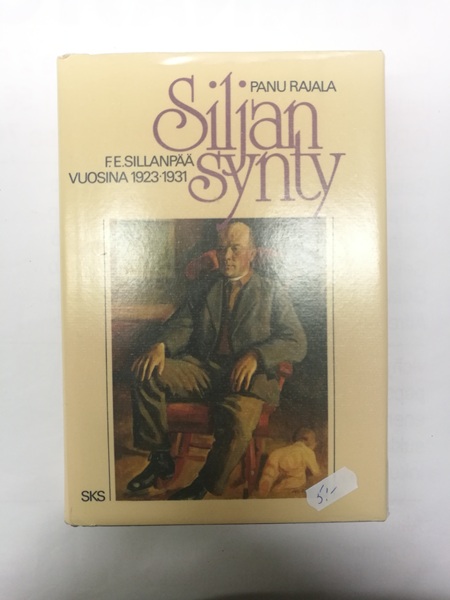 PANU RAJALA
Siljan
synty
F.E.SILLANPÄÄ
VUOSINA 1923-1931
SKS
5:-